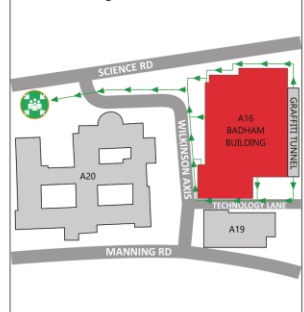 SCIENCE RD
A16
BADHAM
BUILDING
GRAFFITI TUNNEL
WILKINSON AXIS
A20
TECHNOLOGY LANE
A19
MANNING RD